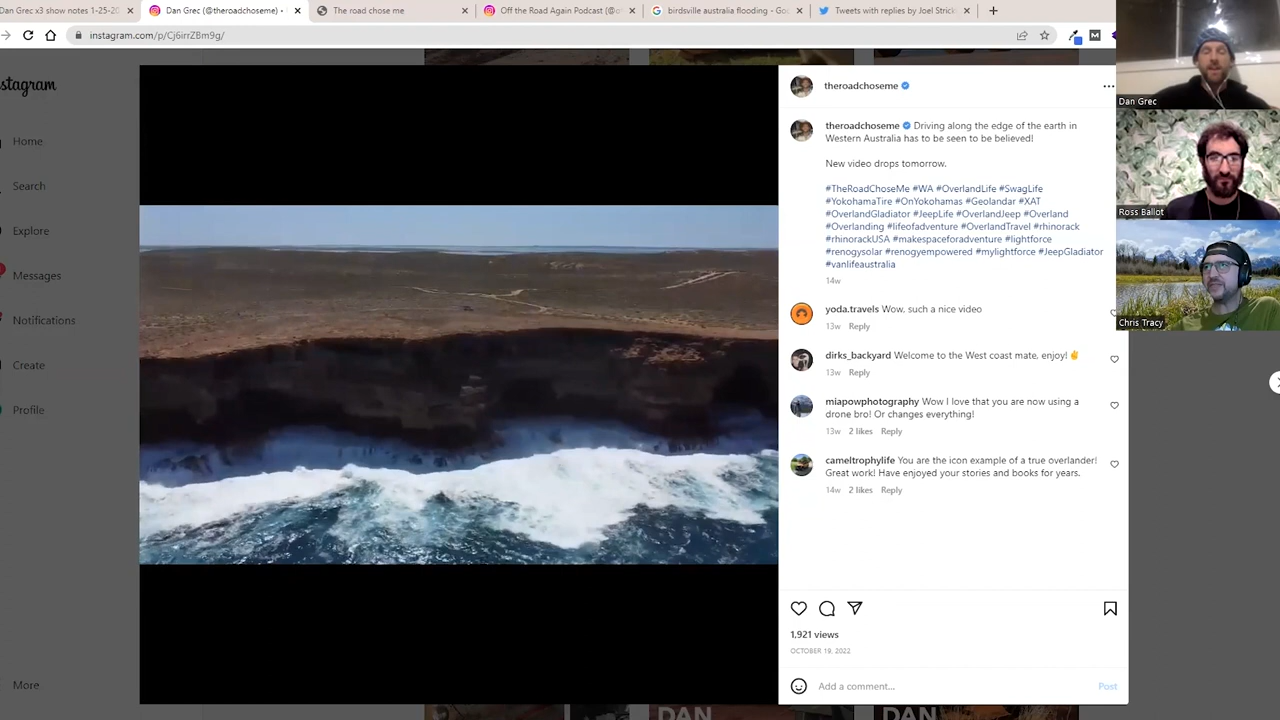 Dan Grec x3 show notes 1-25-20
Dan Grec (@theroadchoseme) •
The road chose me
Off the Road Again Podcast (@o
birdsville australia flooding - Goo
Tweets with replies by Joel Strick
instagram.com/p/Cj6irrZBm9g/
Dan Grec
Ross Ballot
Chris Tracy
stagram
Home
Search
Explore
Messages
Notifications
Create
Profile
More
theroadchoseme
theroadchoseme Driving along the edge of the earth in
Western Australia has to be seen to be believed!
New video drops tomorrow.
#TheRoadChoseMe #WA #OverlandLife #SwagLife
#YokohamaTire #OnYokohamas #Geolandar #XAT
#OverlandGladiator #JeepLife #OverlandJeep #Overland
#Overlanding #lifeofadventure #OverlandTravel #rhinorack
#rhinorackUSA #makespaceforadventure #lightforce
#renogysolar #renogyempowered #mylightforce #JeepGladiator
#vanlifeaustralia
14w
yoda.travels Wow, such a nice video
13w Reply
dirks_backyard Welcome to the West coast mate, enjoy! ✌
13w Reply
miapowphotography Wow I love that you are now using a
drone bro! Or changes everything!
13w 2 likes Reply
cameltrophylife You are the icon example of a true overlander!
Great work! Have enjoyed your stories and books for years.
14w 2 likes Reply
1,921 views
OCTOBER 19, 2022
Add a comment...
Post
DAN
DAN